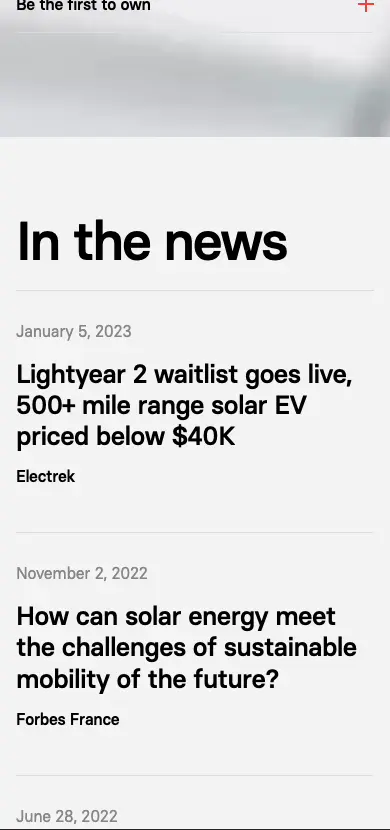 Be the first to own
In the news
January 5, 2023
Lightyear 2 waitlist goes live,
500+ mile range solar EV
priced below $40K
Electrek
November 2, 2022
How can solar energy meet
the challenges of sustainable
mobility of the future?
Forbes France
June 28, 2022